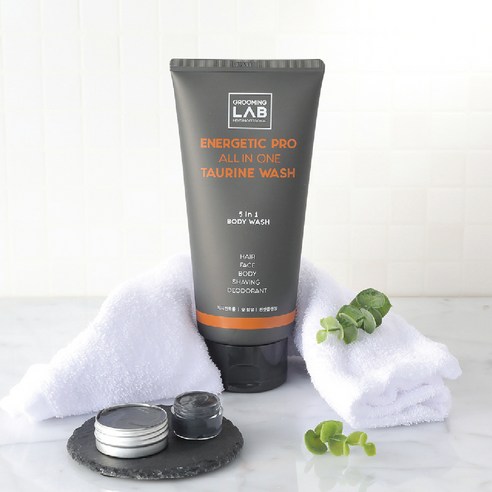 GROOMING
LAB
ENERGETIC PRO
ALL IN ONE
TAURINE WASH
5 in 1
BODY WASH
HAIR
FACE
BODY
SHAVING
DEODORANT